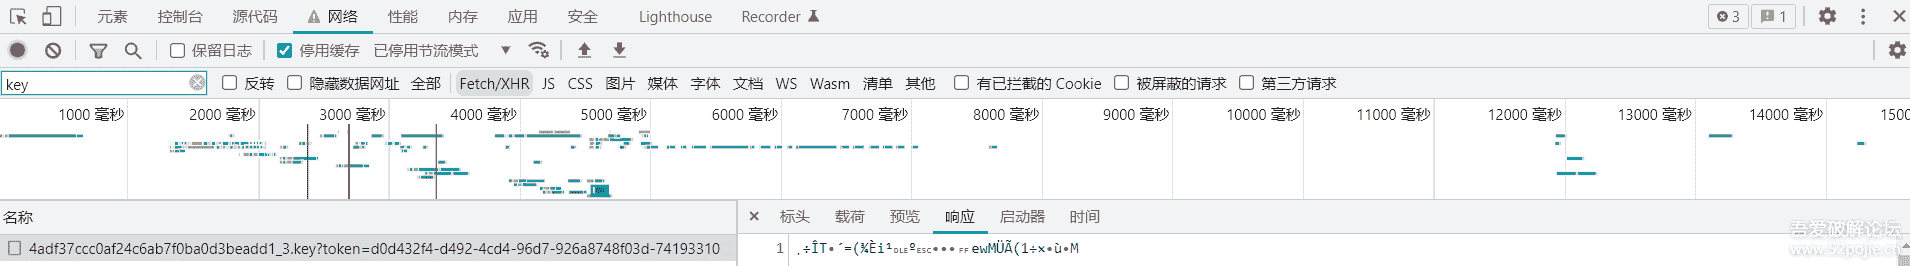 元素 控制台 源代码 网络 性能 内存 应用 安全 Lighthouse Recorder 3 1
保留日志 停用缓存 已停用节流模式
key 反转 隐藏数据网址 全部 Fetch/XHR JS CSS 图片 媒体 字体 文档 WS Wasm 清单 其他 有已拦截的 Cookie 被屏蔽的请求 第三方请求
1000 毫秒 2000 毫秒 3000 毫秒 4000 毫秒 5000 毫秒 6000 毫秒 7000 毫秒 8000 毫秒 9000 毫秒 10000 毫秒 11000 毫秒 12000 毫秒 13000 毫秒 14000 毫秒 1500
名称 标头 载荷 预览 响应 启动器 时间
4adf37ccc0af24c6ab7f0ba0d3beadd1_3.key?token=d0d432f4-d492-4cd4-96d7-926a8748f03d-74193310
1 ÷ÎT•´=(¾Èi¹DLEºESC•••FFewMÜÃ(1÷×•ù•M
吾爱破解论坛
www.52pojie.cn